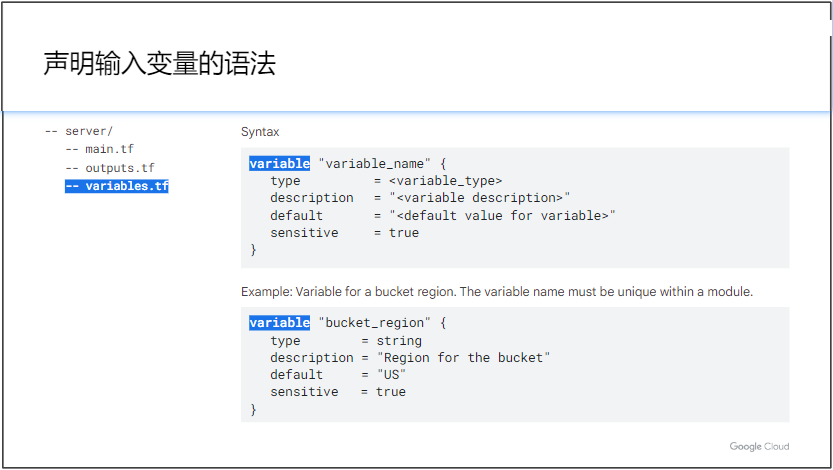 声明输入变量的语法
-- server/
-- main.tf
-- outputs.tf
-- variables.tf
Syntax
variable "variable_name" {
type = <variable_type>
description = "<variable description>"
default = "<default value for variable>"
sensitive = true
}
Example: Variable for a bucket region. The variable name must be unique within a module.
variable "bucket_region" {
type = string
description = "Region for the bucket"
default = "US"
sensitive = true
}
Google Cloud